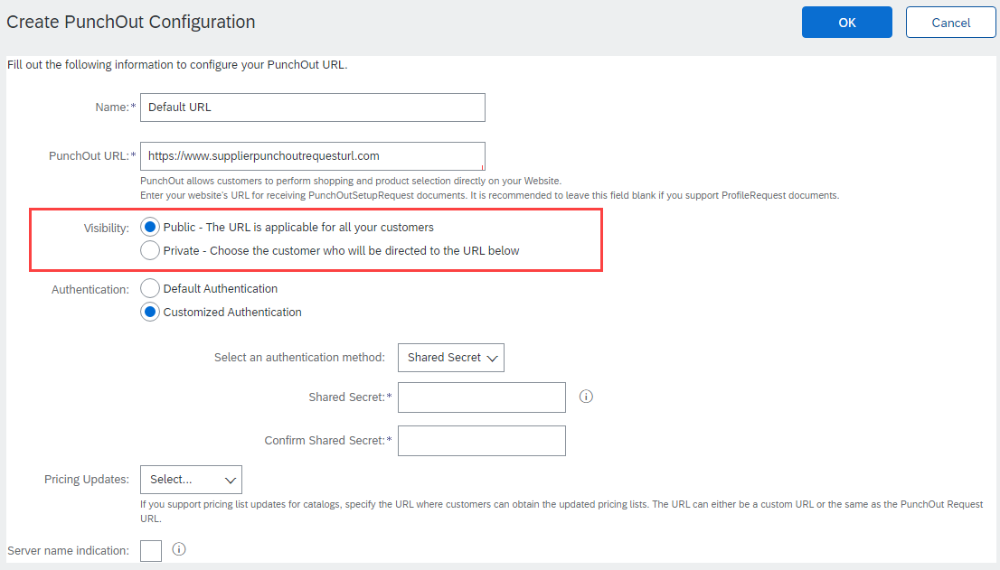 Create PunchOut Configuration
OK
Cancel
Fill out the following information to configure your PunchOut URL.
Name:*
Default URL
PunchOut URL:*
https://www.supplierpunchoutrequesturl.com
PunchOut allows customers to perform shopping and product selection directly on your Website.
Enter your website's URL for receiving PunchOutSetupRequest documents. It is recommended to leave this field blank if you support ProfileRequest documents.
Visibility:
Public - The URL is applicable for all your customers
Private - Choose the customer who will be directed to the URL below
Authentication:
Default Authentication
Customized Authentication
Select an authentication method:
Shared Secret
Shared Secret:*
Confirm Shared Secret:*
Pricing Updates:
Select...
If you support pricing list updates for catalogs, specify the URL where customers can obtain the updated pricing lists. The URL can either be a custom URL or the same as the PunchOut Request
URL.
Server name indication: